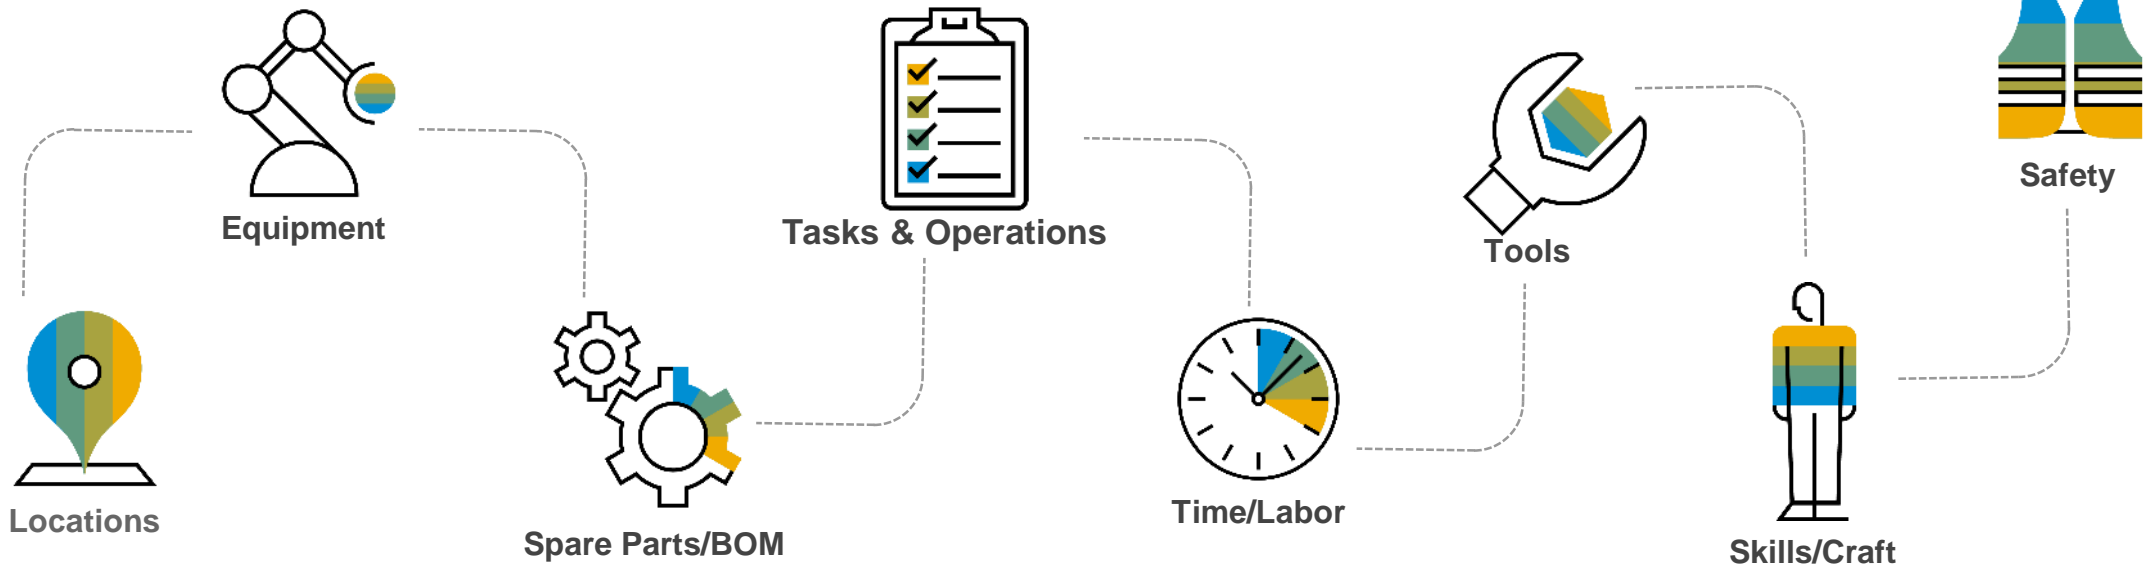 Locations
Equipment
Spare Parts/BOM
Tasks & Operations
Time/Labor
Tools
Skills/Craft
Safety